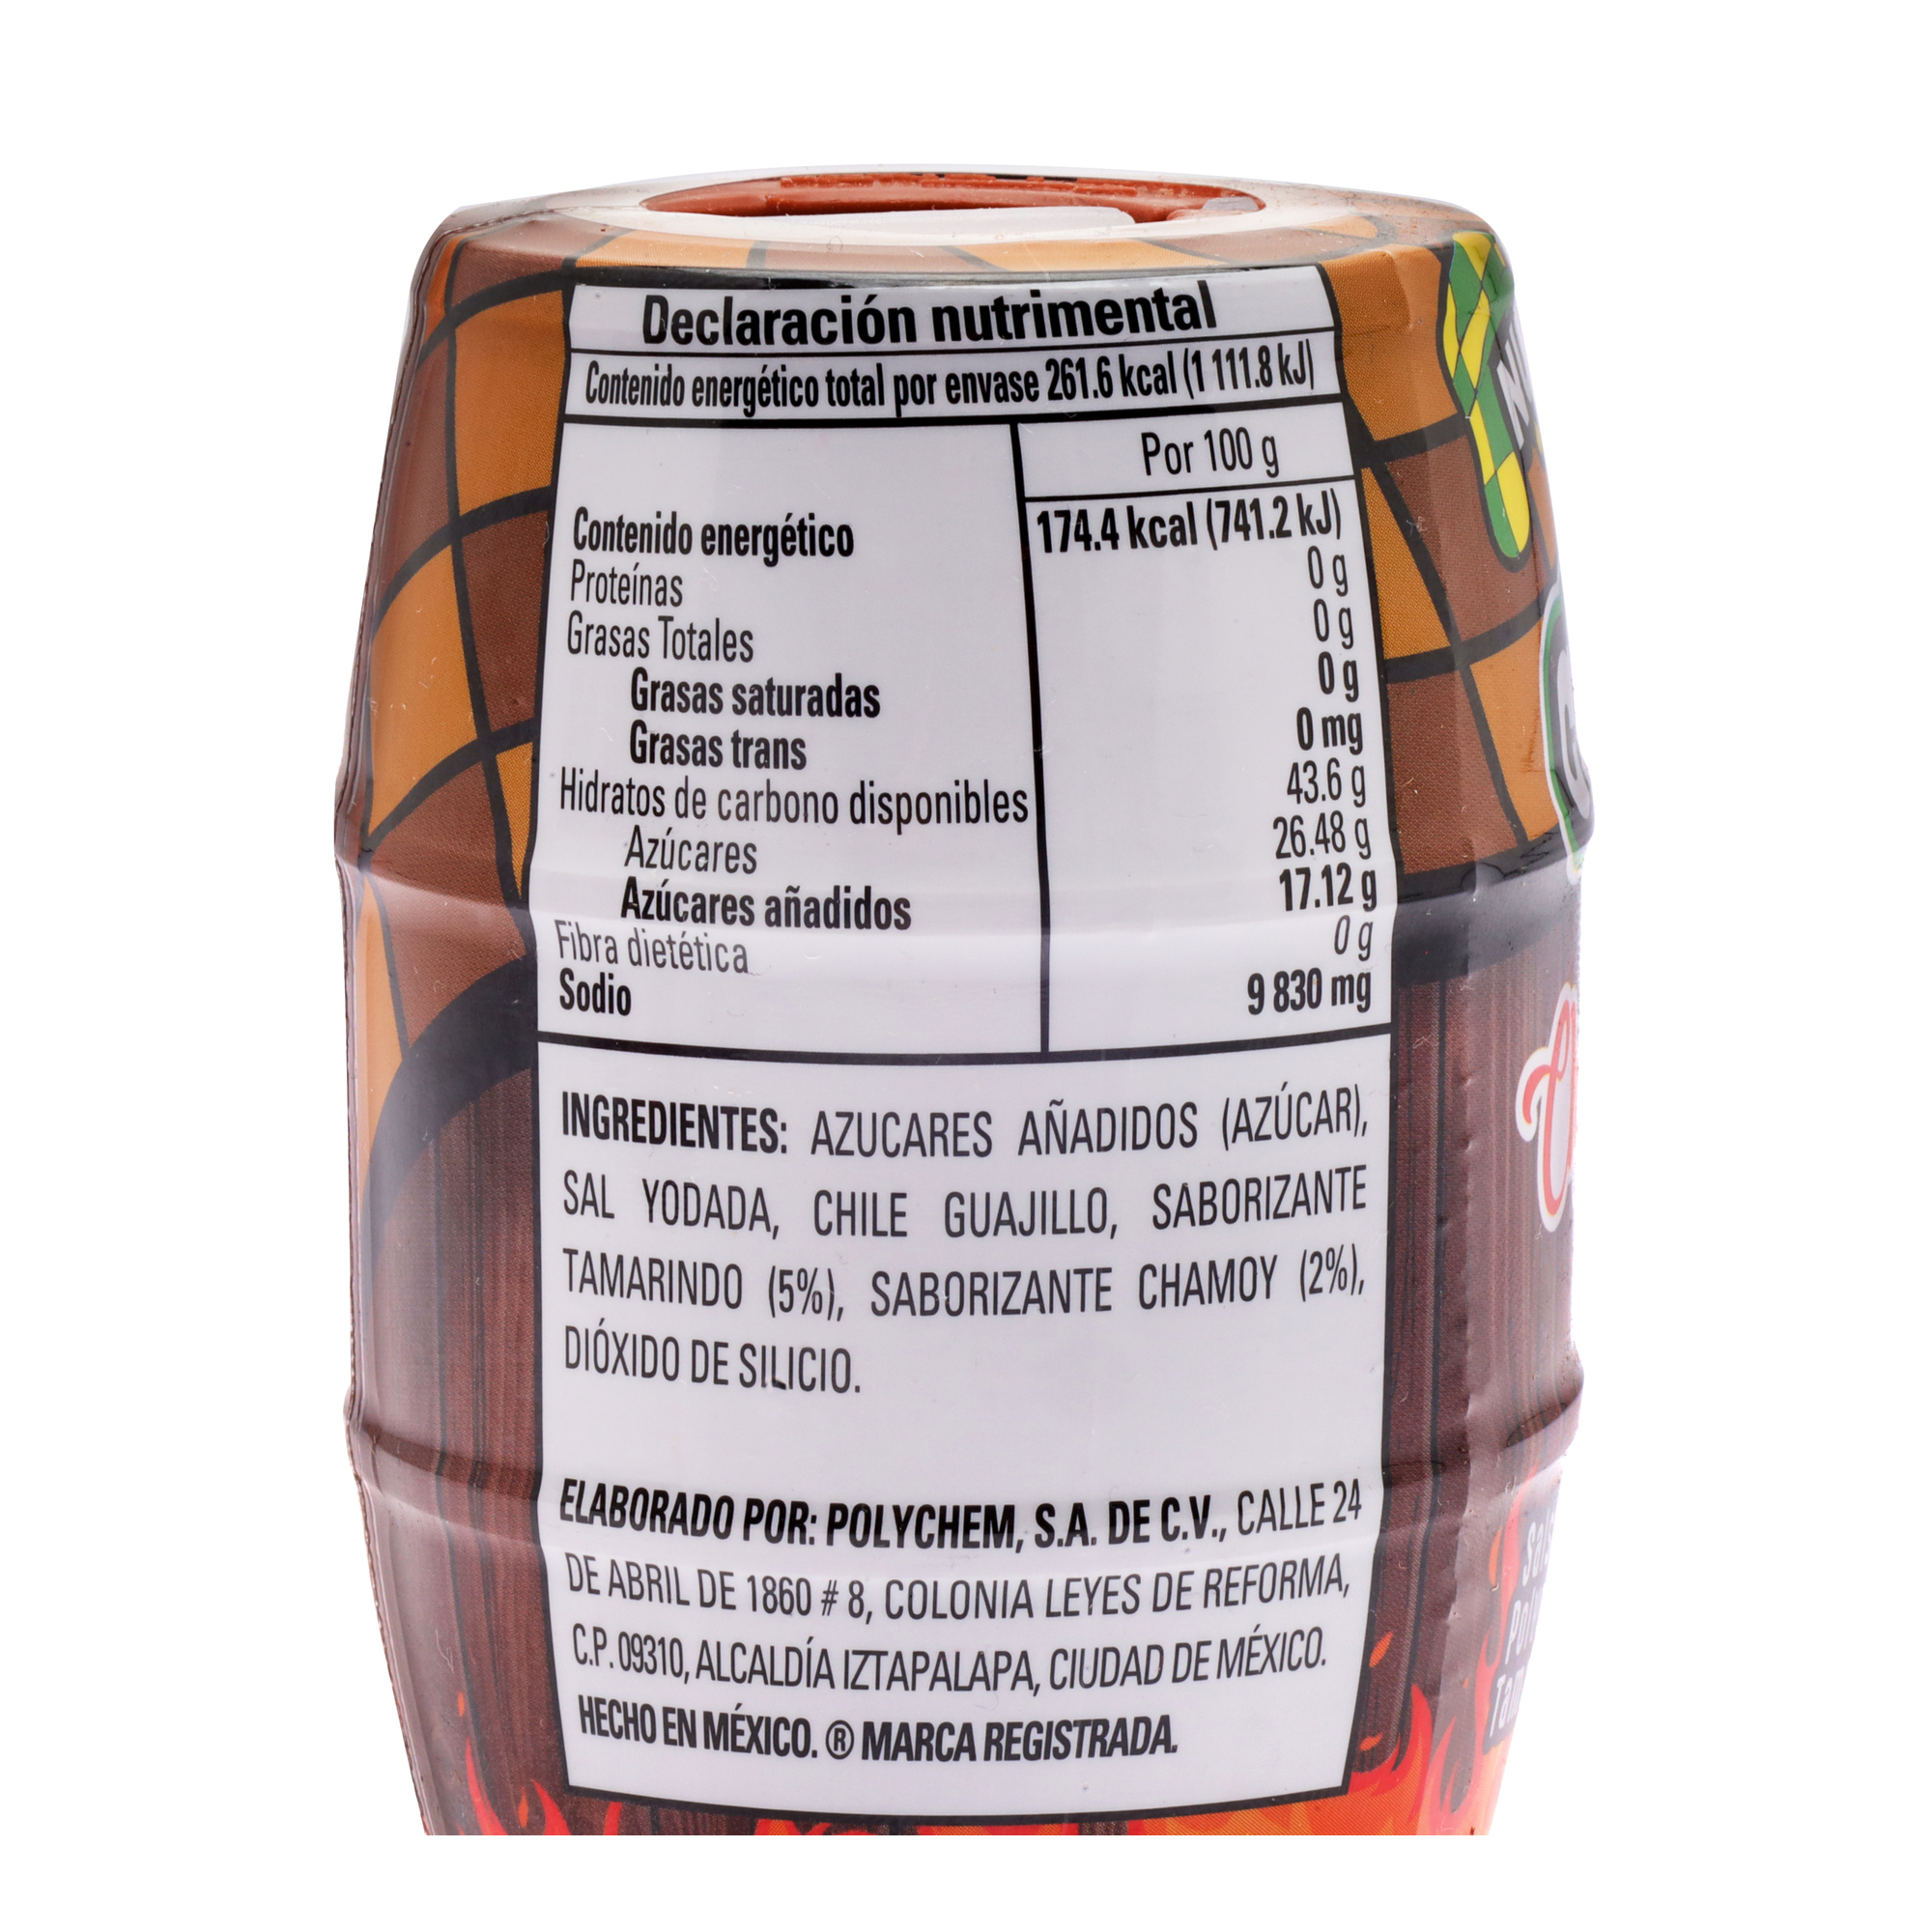 Declaración nutrimental
Contenido energético total por envase 261.6 kcal (1 111.8 kJ)
Por 100 g
Contenido energético 174.4 kcal (741.2 kJ)
Proteínas 0 g
Grasas Totales 0 g
Grasas saturadas 0 g
Grasas trans 0 mg
Hidratos de carbono disponibles 43.6 g
Azúcares 26.48 g
Azúcares añadidos 17.12 g
Fibra dietética 0 g
Sodio 9 830 mg
INGREDIENTES: AZUCARES AÑADIDOS (AZÚCAR),
SAL YODADA, CHILE GUAJILLO, SABORIZANTE
TAMARINDO (5%), SABORIZANTE CHAMOY (2%),
DIÓXIDO DE SILICIO.
ELABORADO POR: POLYCHEM, S.A. DE C.V., CALLE 24
DE ABRIL DE 1860 # 8, COLONIA LEYES DE REFORMA,
C.P. 09310, ALCALDÍA IZTAPALAPA, CIUDAD DE MÉXICO.
HECHO EN MÉXICO. ® MARCA REGISTRADA.